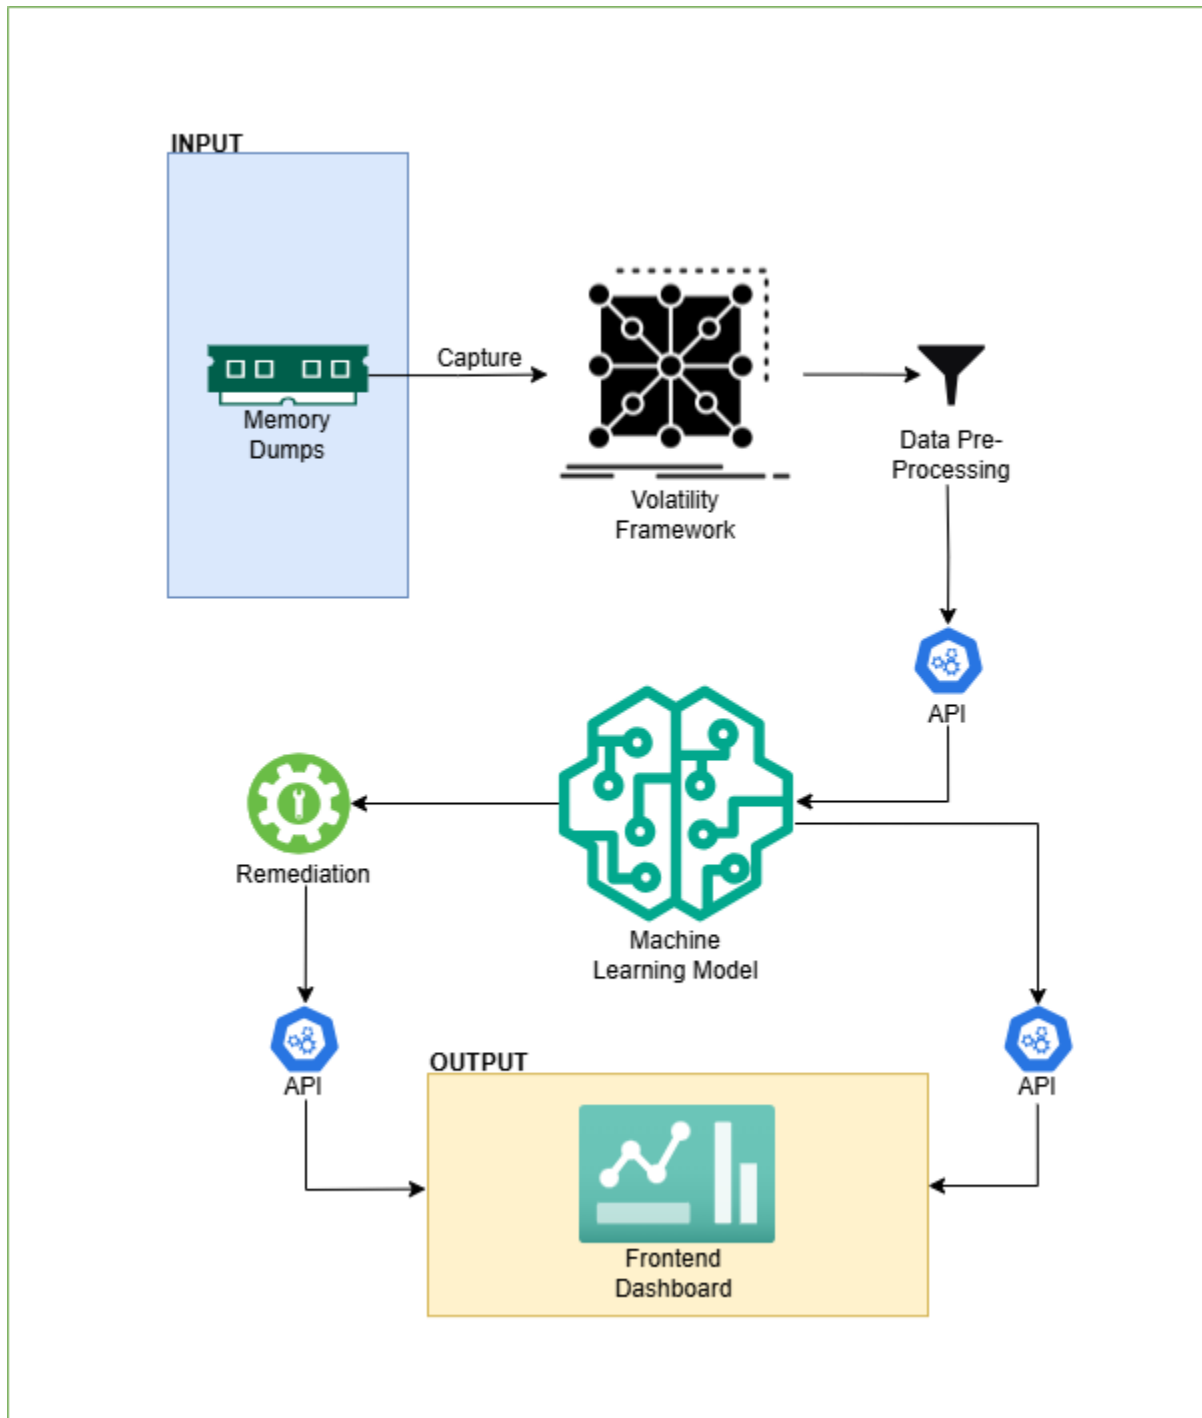 INPUT
Capture
Memory
Dumps
Volatility
Framework
Data Pre-
Processing
API
Remediation
Machine
Learning Model
API
API
OUTPUT
Frontend
Dashboard